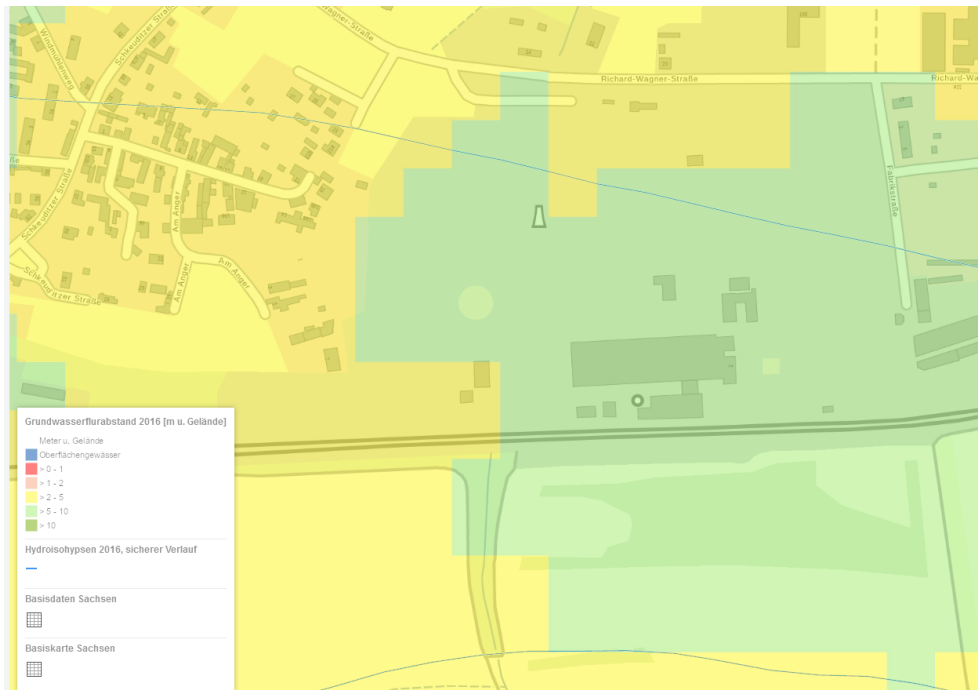 Windmühlenweg
Schkeuditzer Straße
Wagner-Straße
Richard-Wagner-Straße
Richard-Wa
Fabrikstraße
Schkeuditzer Straße
Am Anger
Am Anger
Am Anger
Schkeuditzer Straße
Grundwasserflurabstand 2016 [m u. Gelände]
Meter u. Gelände
Oberflächengewässer
> 0 - 1
> 1 - 2
> 2 - 5
> 5 - 10
> 10
Hydroisohypsen 2016, sicherer Verlauf
Basisdaten Sachsen
Basiskarte Sachsen